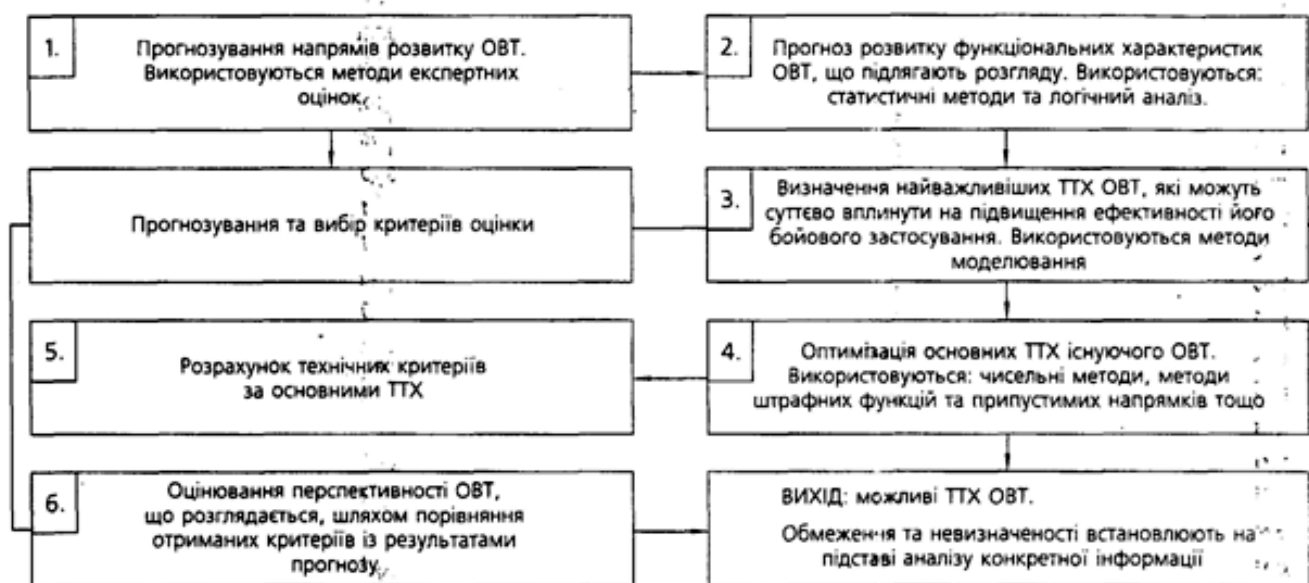 1.
Прогнозування напрямів розвитку ОВТ.
Використовуються методи експертних
оцінок.
2.
Прогноз розвитку функціональних характеристик
ОВТ, що підлягають розгляду. Використовуються:
статистичні методи та логічний аналіз.
Прогнозування та вибір критеріїв оцінки
3.
Визначення найважливіших ТТХ ОВТ, які можуть
суттєво вплинути на підвищення ефективності його
бойового застосування. Використовуються методи
моделювання
5.
Розрахунок технічних критеріїв
за основними ТТХ
4.
Оптимізація основних ТТХ існуючого ОВТ.
Використовуються: чисельні методи, методи
штрафних функцій та припустимих напрямків тощо
6.
Оцінювання перспективності ОВТ,
що розглядається, шляхом порівняння
отриманих критеріїв із результатами
прогнозу
ВИХІД: можливі ТТХ ОВТ.
Обмеження та невизначеності встановлюють на
підставі аналізу конкретної інформації